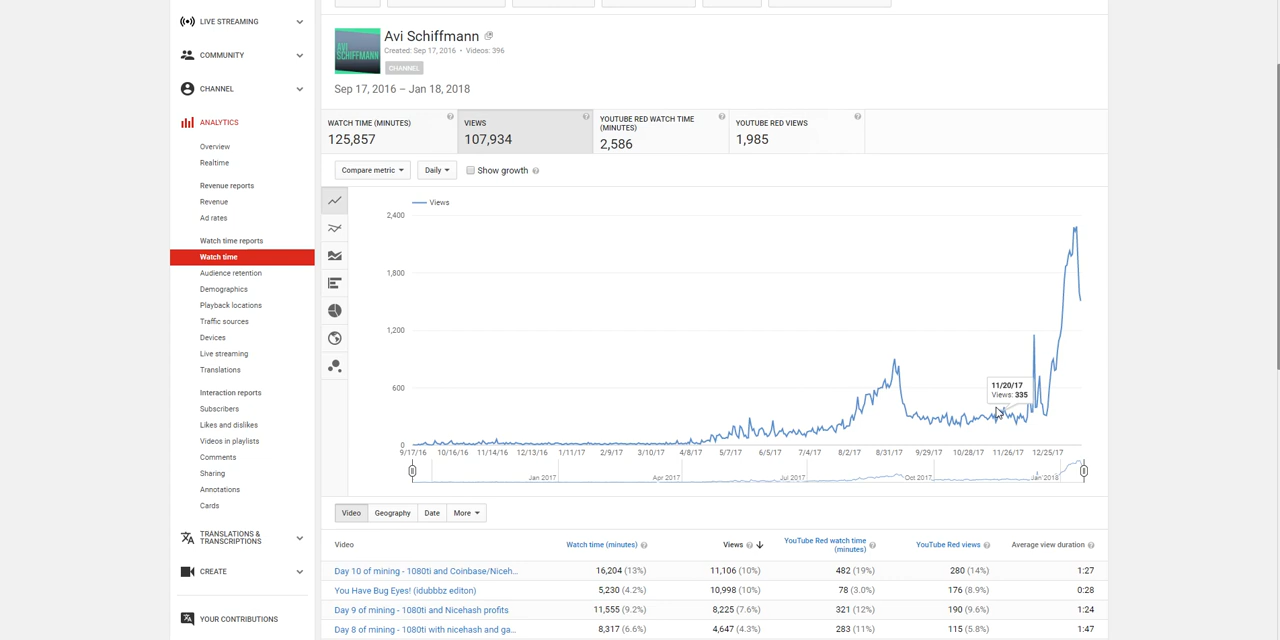 LIVE STREAMING
COMMUNITY
CHANNEL
ANALYTICS
Overview
Realtime
Revenue reports
Revenue
Ad rates
Watch time reports
Watch time
Audience retention
Demographics
Playback locations
Traffic sources
Devices
Live streaming
Translations
Interaction reports
Subscribers
Likes and dislikes
Videos in playlists
Comments
Sharing
Annotations
Cards
TRANSLATIONS &
TRANSCRIPTIONS
CREATE
YOUR CONTRIBUTIONS
AVI
SCHIFFMANN
Avi Schiffmann
Created: Sep 17, 2016 • Videos: 396
CHANNEL
Sep 17, 2016 – Jan 18, 2018
WATCH TIME (MINUTES)
125,857
VIEWS
107,934
YOUTUBE RED WATCH TIME
(MINUTES)
2,586
YOUTUBE RED VIEWS
1,985
Compare metric Daily Show growth
Views
2,400
1,800
1,200
600
0
11/20/17
Views: 335
9/17/16 10/16/16 11/14/16 12/13/16 1/11/17 2/9/17 3/10/17 4/8/17 5/7/17 6/5/17 7/4/17 8/2/17 8/31/17 9/29/17 10/28/17 11/26/17 12/25/17
Jan 2017 Apr 2017 Jul 2017 Oct 2017 Jan 2018
Video Geography Date More
Video Watch time (minutes) Views YouTube Red watch time (minutes) YouTube Red views Average view duration
Day 10 of mining - 1080ti and Coinbase/Niceh... 16,204 (13%) 11,106 (10%) 482 (19%) 280 (14%) 1:27
You Have Bug Eyes! (idubbbz editon) 5,230 (4.2%) 10,998 (10%) 78 (3.0%) 176 (8.9%) 0:28
Day 9 of mining - 1080ti and Nicehash profits 11,555 (9.2%) 8,225 (7.6%) 321 (12%) 190 (9.6%) 1:24
Day 8 of mining - 1080ti with nicehash and ga... 8,317 (6.6%) 4,647 (4.3%) 283 (11%) 115 (5.8%) 1:47